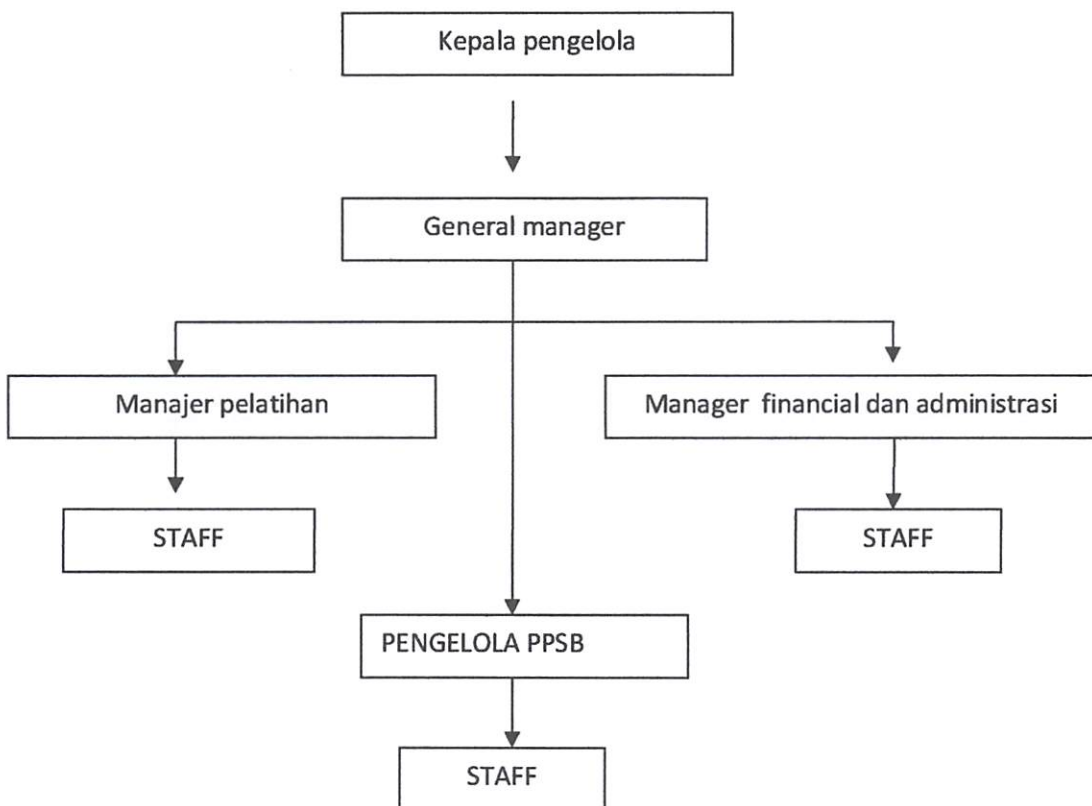 Kepala pengelola
General manager
Manajer pelatihan
Manager financial dan administrasi
STAFF
STAFF
PENGELOLA PPSB
STAFF